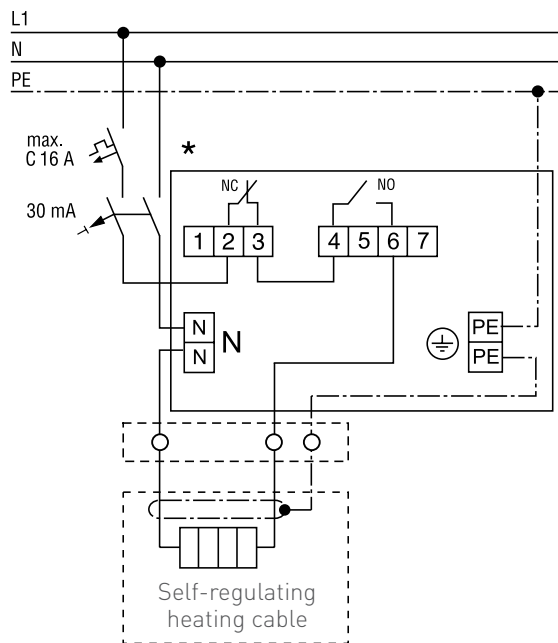 L1
N
PE
max.
C 16 A
*
30 mA
NC
NO
1 2 3
4 5 6 7
N
N
N
PE
PE
Self-regulating
heating cable